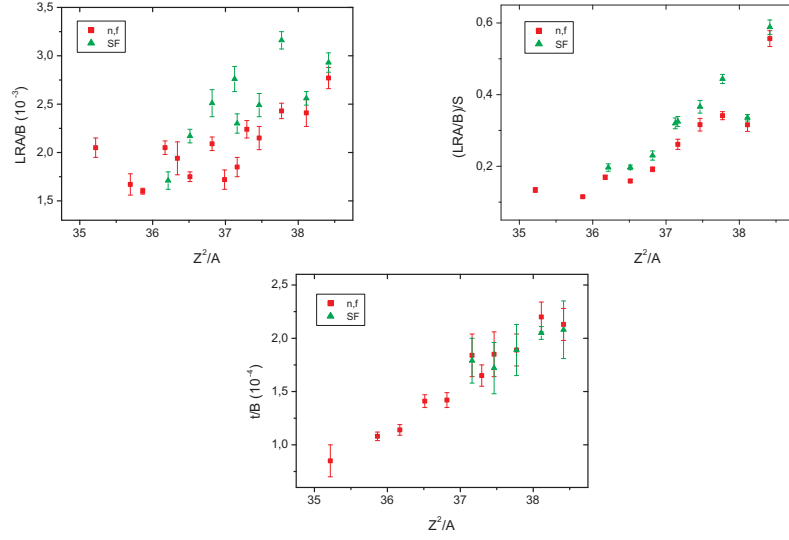 3,5
3,0
2,5
2,0
1,5
LRA/B (10⁻³)
n,f
SF
35 36 37 38
Z²/A
0,6
0,4
0,2
(LRA/B)/S
n,f
SF
35 36 37 38
Z²/A
2,5
2,0
1,5
1,0
t/B (10⁻⁴)
n,f
SF
35 36 37 38
Z²/A